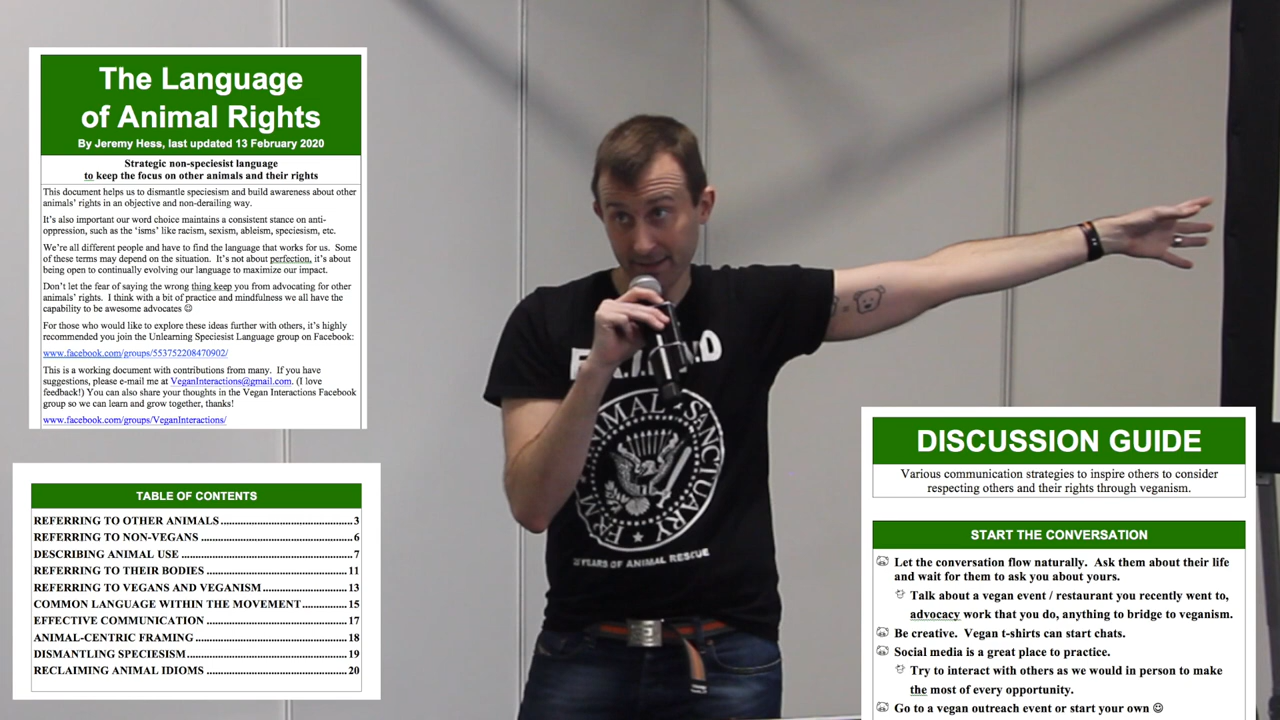 The Language
of Animal Rights
By Jeremy Hess, last updated 13 February 2020
Strategic non-speciesist language
to keep the focus on other animals and their rights
This document helps us to dismantle speciesism and build awareness about other
animals' rights in an objective and non-derailing way.
It's also important our word choice maintains a consistent stance on anti-
oppression, such as the 'isms' like racism, sexism, ableism, speciesism, etc.
We're all different people and have to find the language that works for us. Some
of these terms may depend on the situation. It's not about perfection, it's about
being open to continually evolving our language to maximize our impact.
Don't let the fear of saying the wrong thing keep you from advocating for other
animals' rights. I think with a bit of practice and mindfulness we all have the
capability to be awesome advocates ☺
For those who would like to explore these ideas further with others, it's highly
recommended you join the Unlearning Speciesist Language group on Facebook:
www.facebook.com/groups/553752208470902/
This is a working document with contributions from many. If you have
suggestions, please e-mail me at VeganInteractions@gmail.com. (I love
feedback!) You can also share your thoughts in the Vegan Interactions Facebook
group so we can learn and grow together, thanks!
www.facebook.com/groups/VeganInteractions/
TABLE OF CONTENTS
REFERRING TO OTHER ANIMALS 3
REFERRING TO NON-VEGANS 6
DESCRIBING ANIMAL USE 7
REFERRING TO THEIR BODIES 11
REFERRING TO VEGANS AND VEGANISM 13
COMMON LANGUAGE WITHIN THE MOVEMENT 15
EFFECTIVE COMMUNICATION 17
ANIMAL-CENTRIC FRAMING 18
DISMANTLING SPECIESISM 19
RECLAIMING ANIMAL IDIOMS 20
FARM ANIMAL SANCTUARY
YEARS OF ANIMAL RESCUE
DISCUSSION GUIDE
Various communication strategies to inspire others to consider
respecting others and their rights through veganism.
START THE CONVERSATION
Let the conversation flow naturally. Ask them about their life
and wait for them to ask you about yours.
Talk about a vegan event / restaurant you recently went to,
advocacy work that you do, anything to bridge to veganism.
Be creative. Vegan t-shirts can start chats.
Social media is a great place to practice.
Try to interact with others as we would in person to make
the most of every opportunity.
Go to a vegan outreach event or start your own ☺